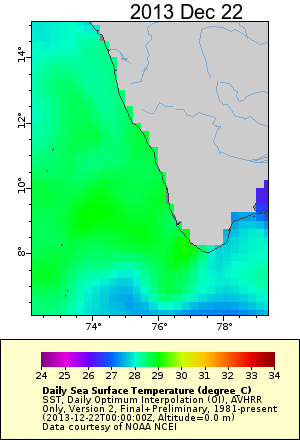 2013 Dec 22
14°
12°
10°
8°
74° 76° 78°
24 25 26 27 28 29 30 31 32 33 34
Daily Sea Surface Temperature (degree_C)
SST, Daily Optimum Interpolation (OI), AVHRR
Only, Version 2, Final+Preliminary, 1981-present
(2013-12-22T00:00:00Z, Altitude=0.0 m)
Data courtesy of NOAA NCEI